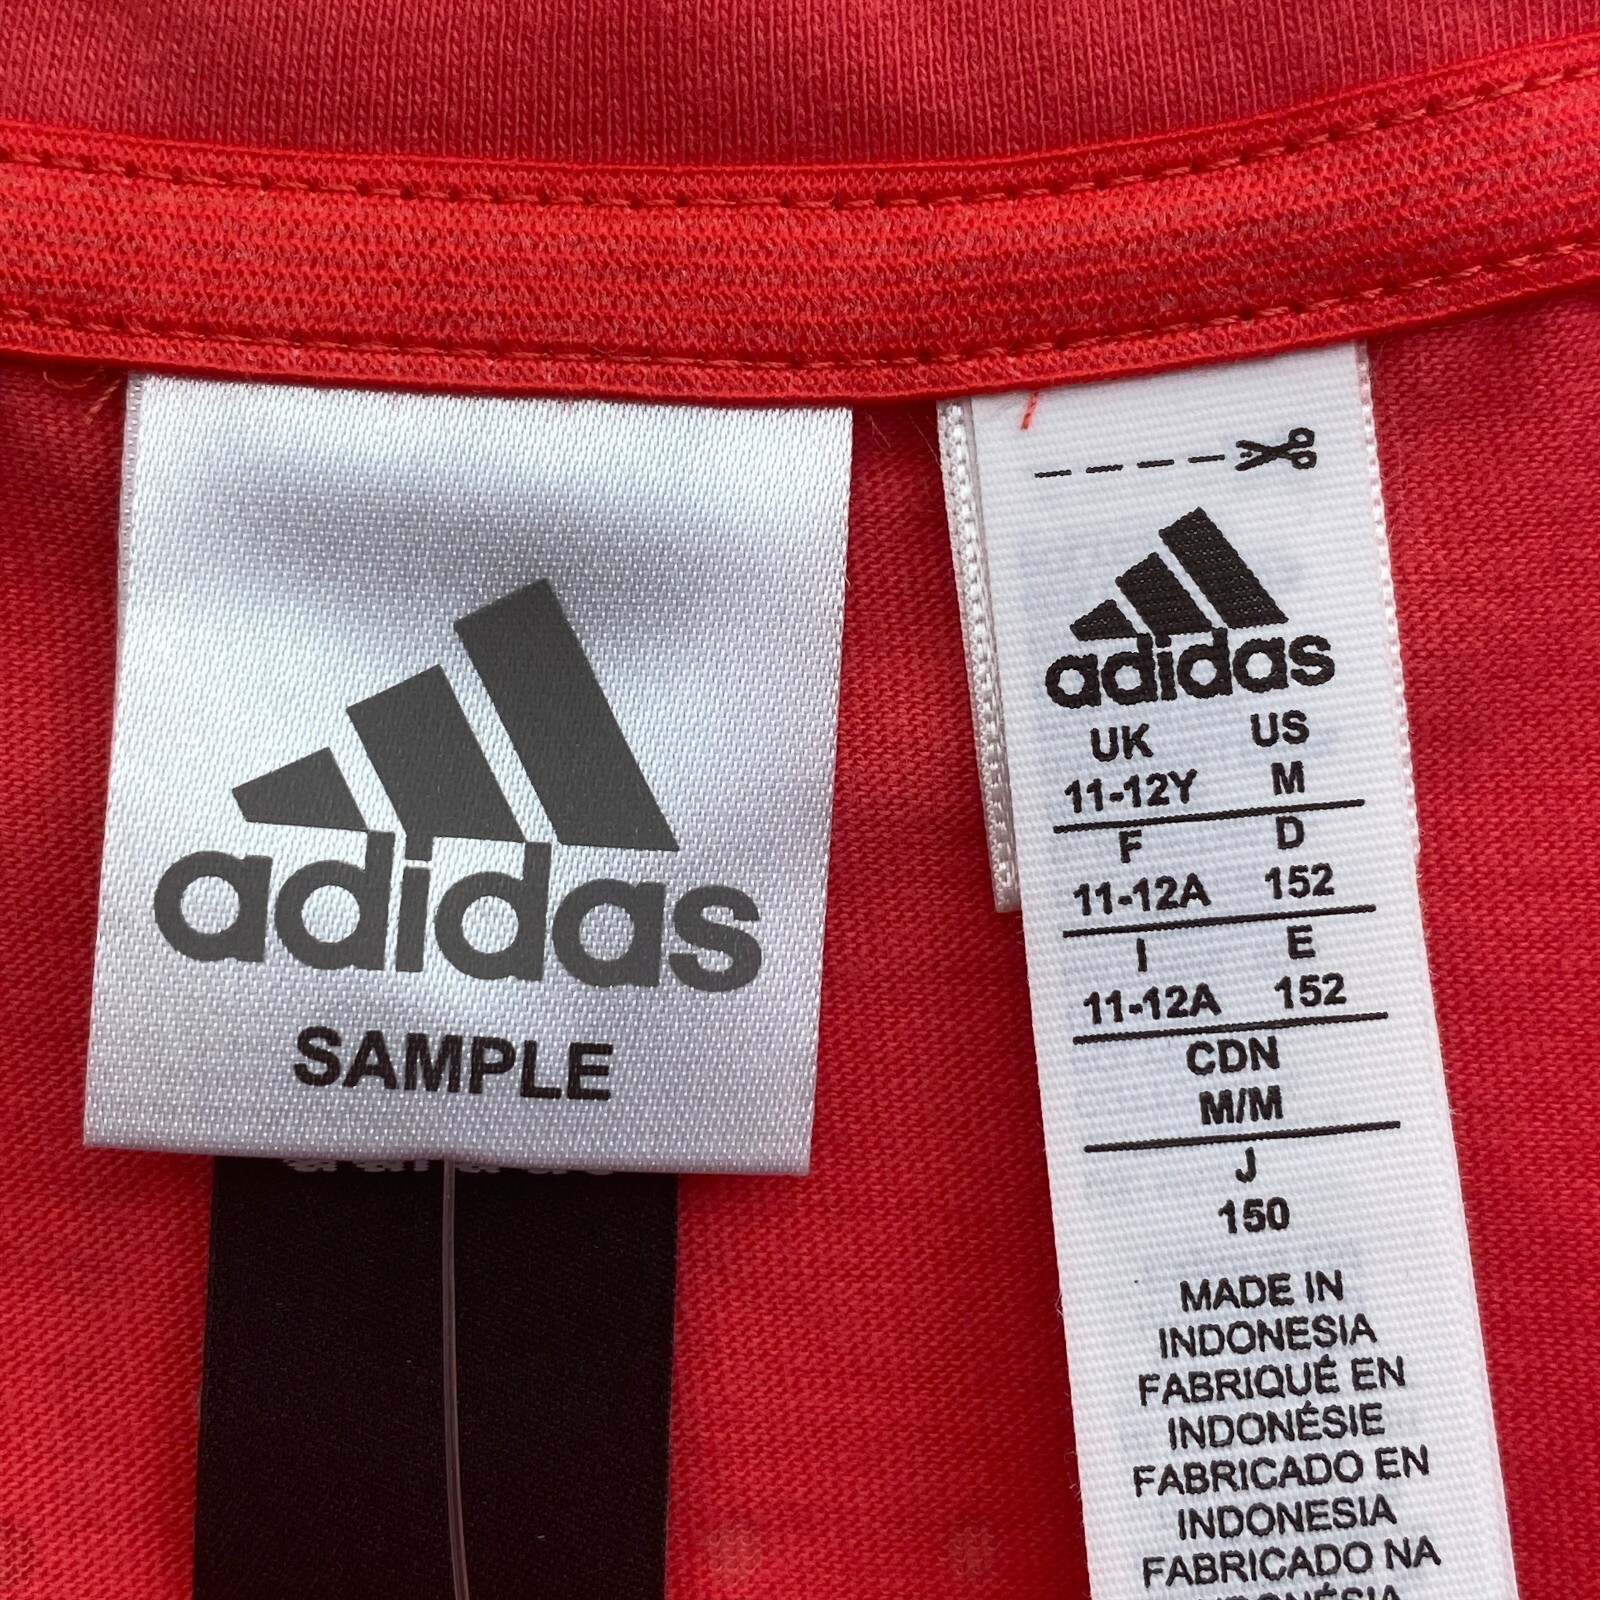 adidas
SAMPLE
adidas
UK US
11-12Y M
F D
11-12A 152
I E
11-12A 152
CDN
M/M
J
150
MADE IN
INDONESIA
FABRIQUÉ EN
INDONÉSIE
FABRICADO EN
INDONESIA
FABRICADO NA